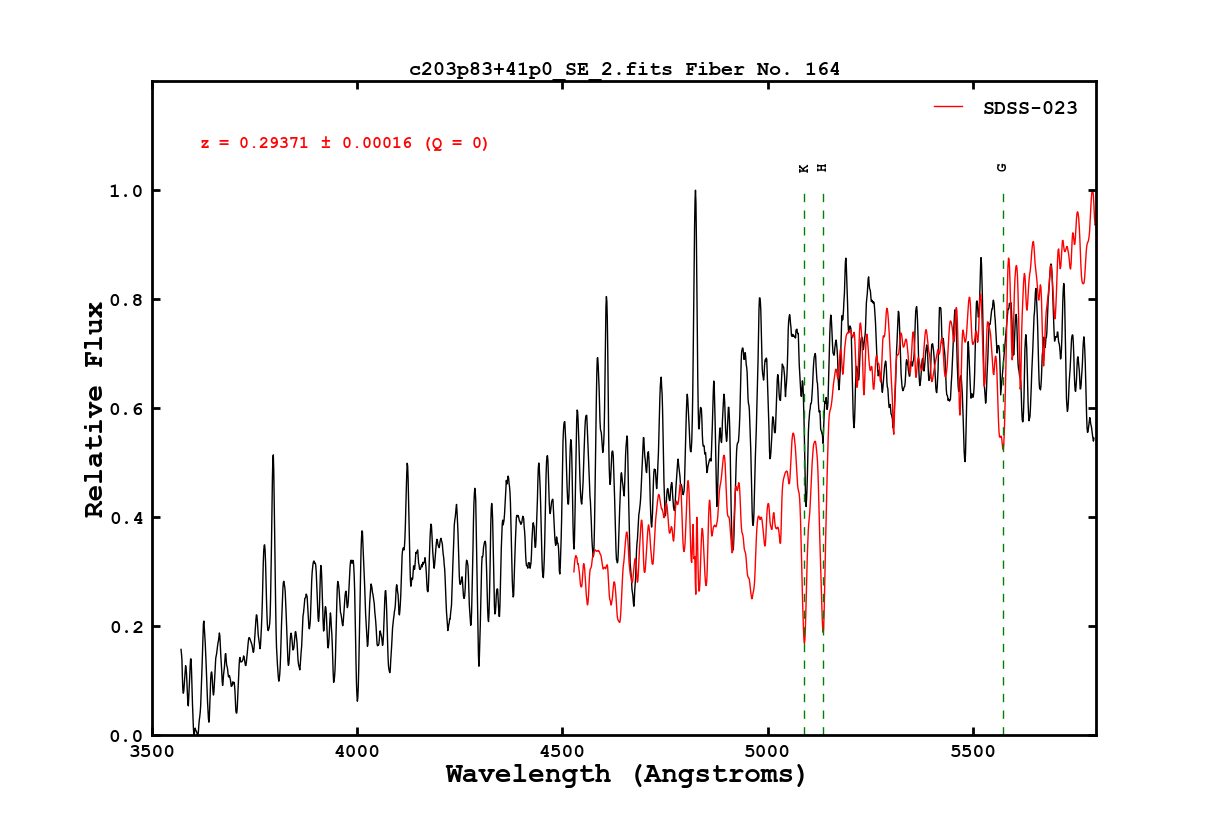 c203p83+41p0_SE_2.fits Fiber No. 164
SDSS-023
z = 0.29371 ± 0.00016 (Q = 0)
K H G
1.0
0.8
0.6
0.4
0.2
0.0
Relative Flux
3500 4000 4500 5000 5500
Wavelength (Angstroms)